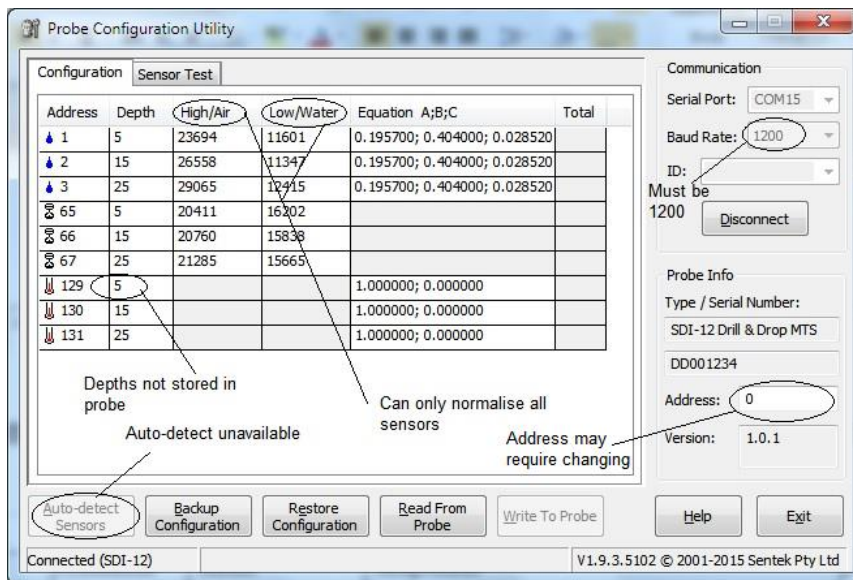 Probe Configuration Utility
Configuration Sensor Test
Address Depth High/Air Low/Water Equation A;B;C Total
1 5 23694 11601 0.195700; 0.404000; 0.028520
2 15 26558 11347 0.195700; 0.404000; 0.028520
3 25 29065 12415 0.195700; 0.404000; 0.028520
65 5 20411 16202
66 15 20760 15838
67 25 21285 15665
129 5 1.000000; 0.000000
130 15 1.000000; 0.000000
131 25 1.000000; 0.000000
Depths not stored in
probe
Can only normalise all
sensors
Auto-detect unavailable
Address may
require changing
Auto-detect
Sensors
Backup
Configuration
Restore
Configuration
Read From
Probe
Write To Probe
Communication
Serial Port: COM15
Baud Rate: 1200
ID:
Must be
1200
Disconnect
Probe Info
Type / Serial Number:
SDI-12 Drill & Drop MTS
DD001234
Address: 0
Version: 1.0.1
Help
Exit
Connected (SDI-12)
V1.9.3.5102 © 2001-2015 Sentek Pty Ltd